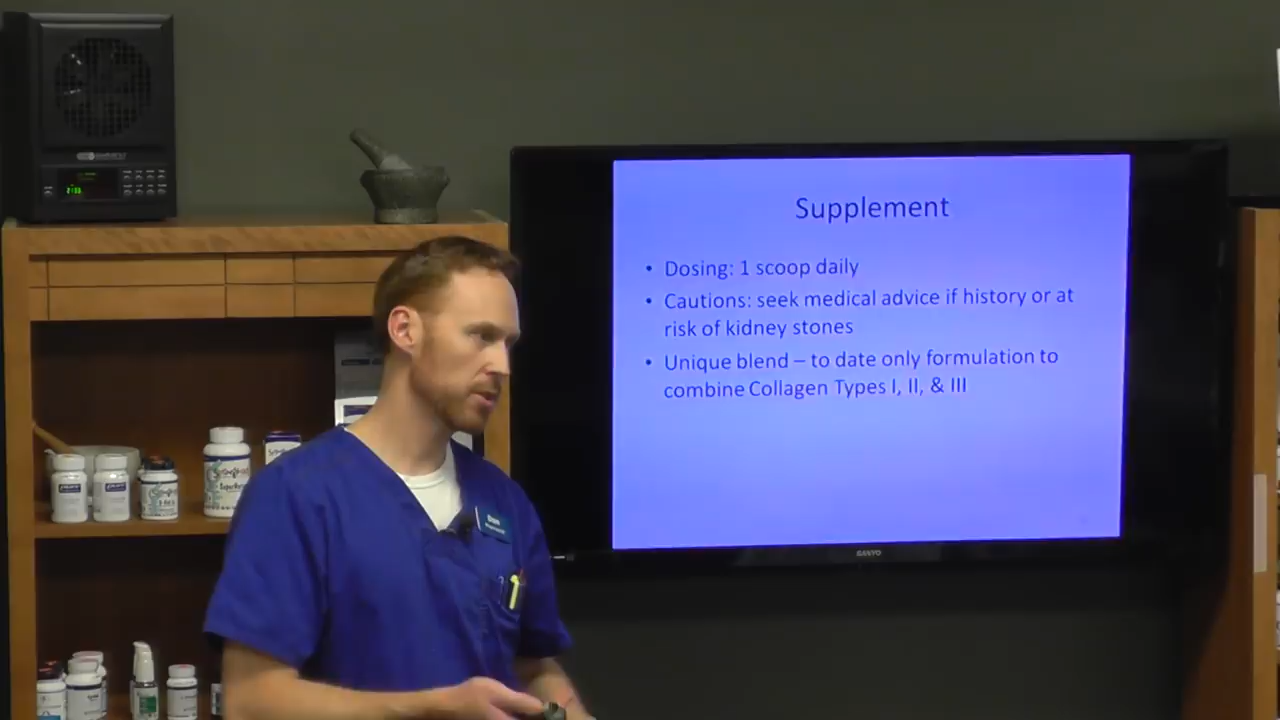 Supplement
• Dosing: 1 scoop daily
• Cautions: seek medical advice if history or at
risk of kidney stones
• Unique blend – to date only formulation to
combine Collagen Types I, II, & III
SANYO
Dan